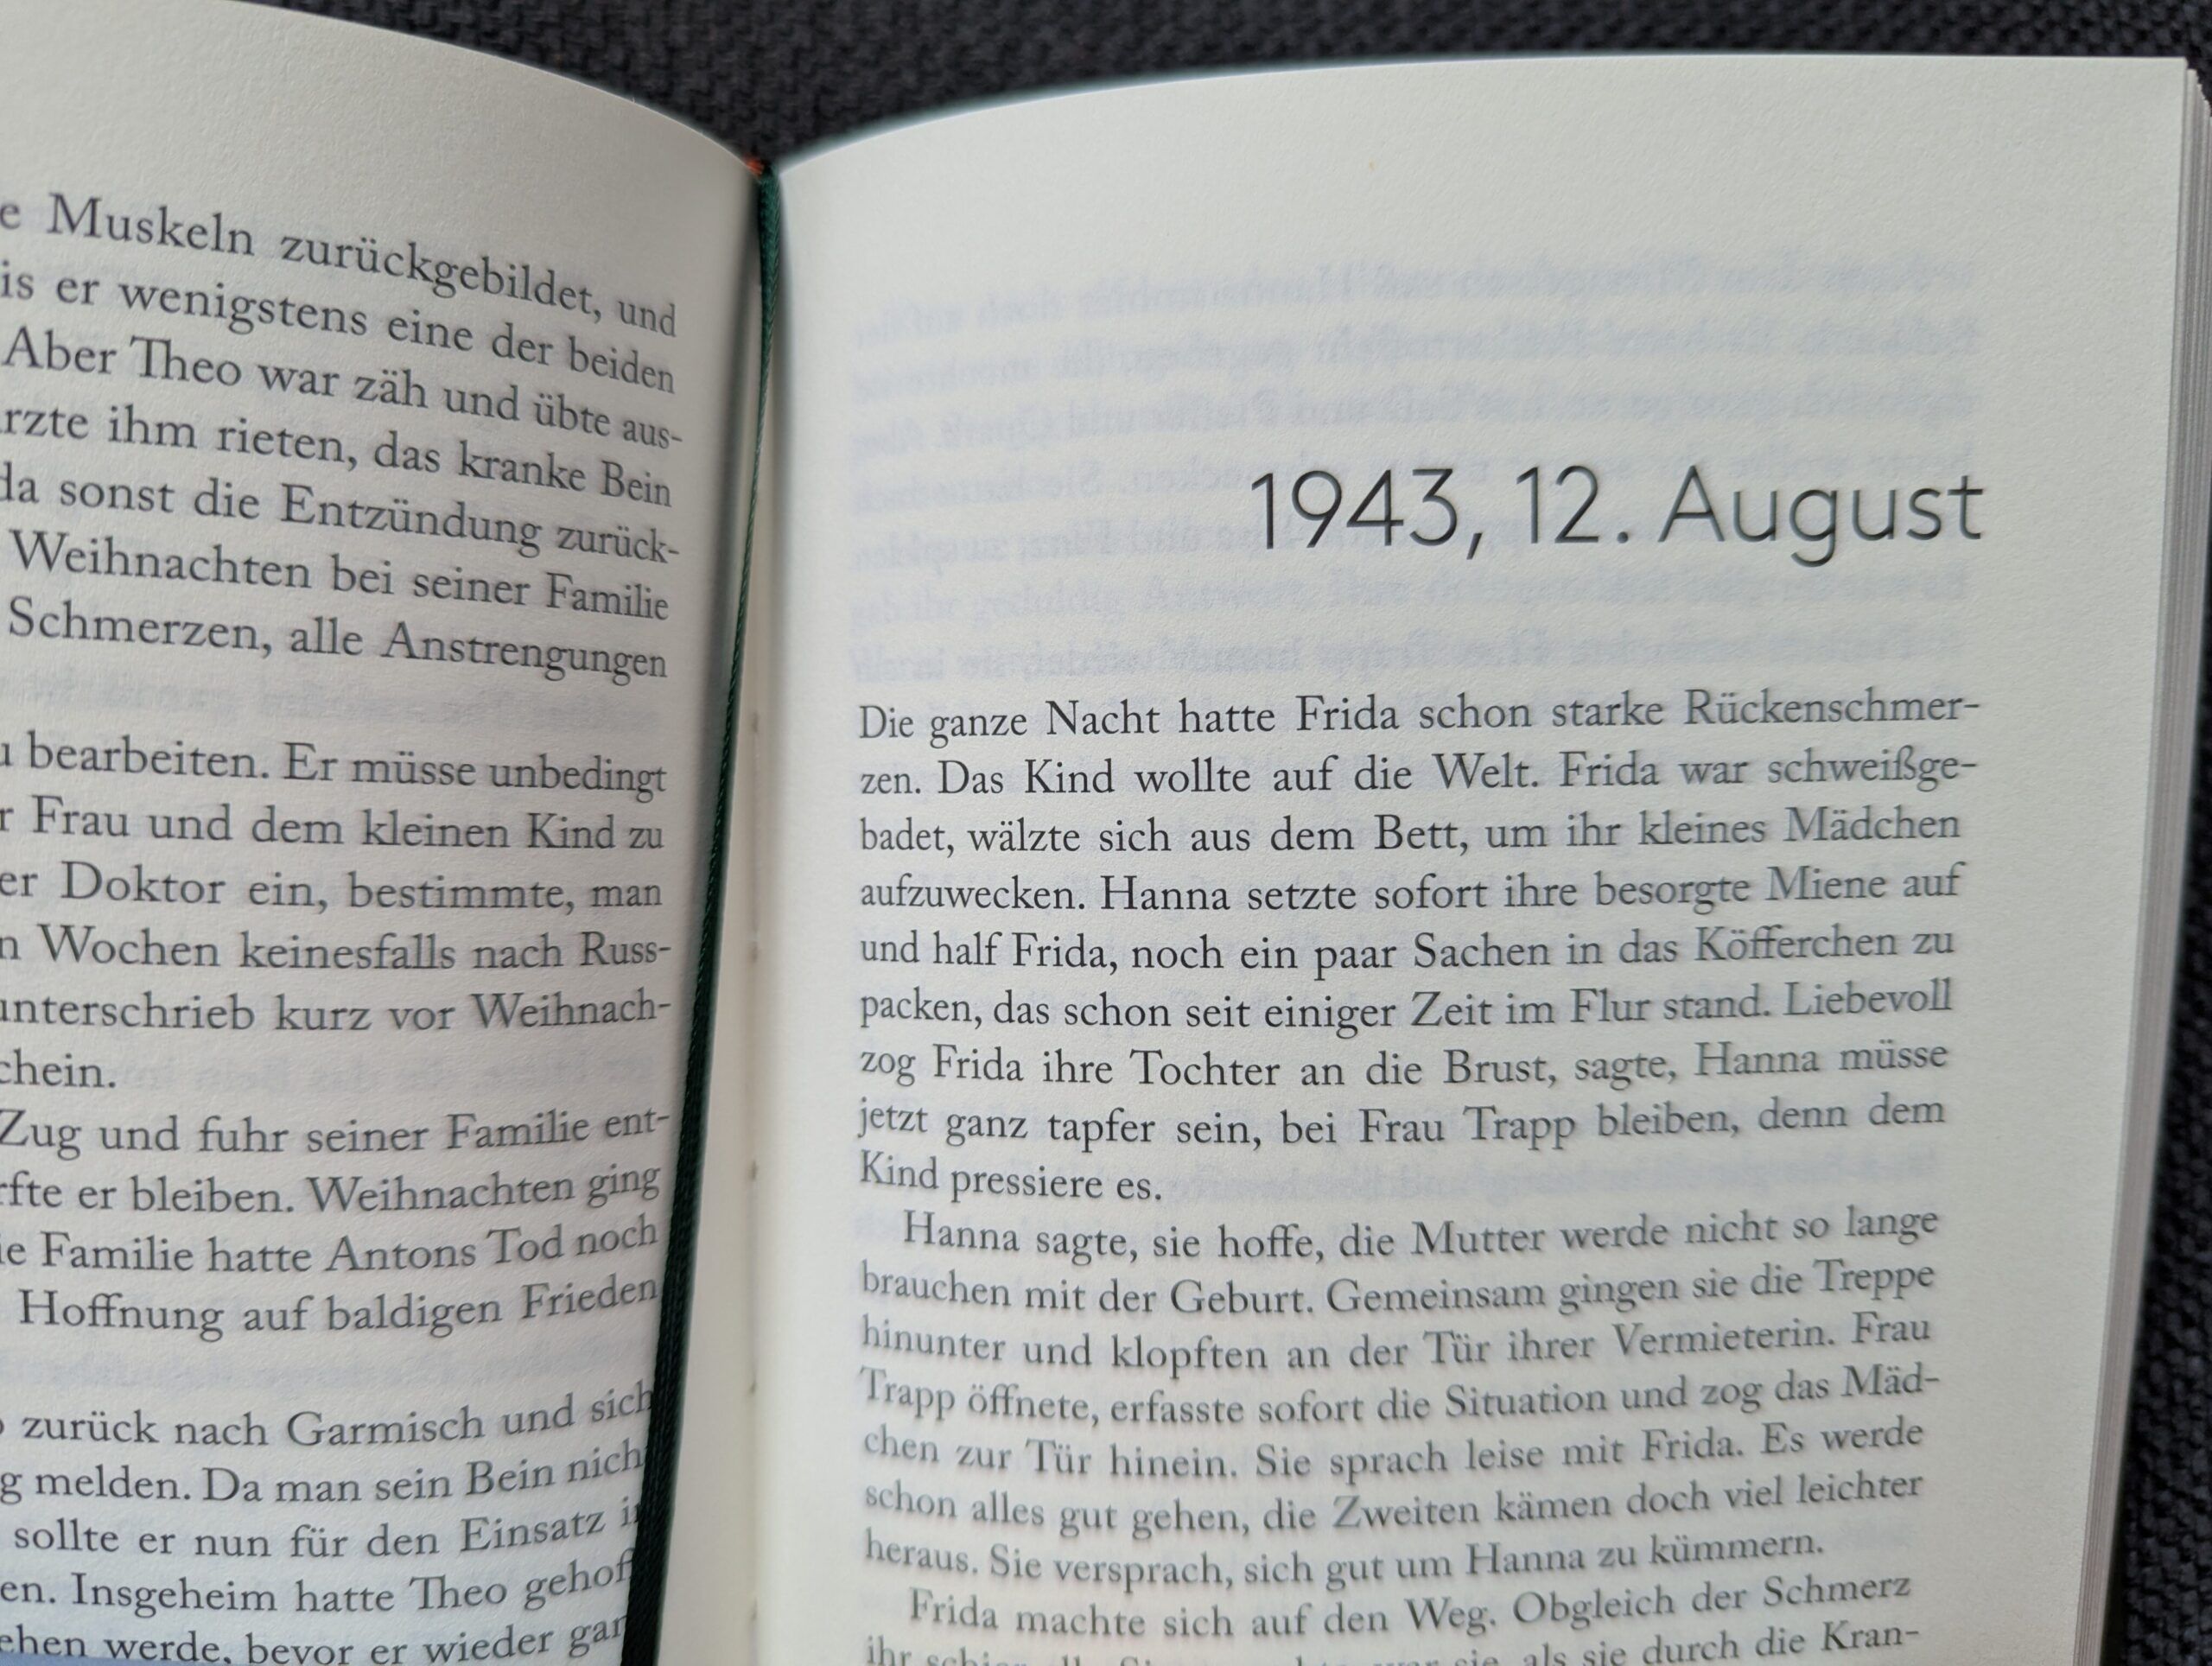 Muskeln zurückgebildet, und
er wenigstens eine der beiden
Aber Theo war zäh und übte aus-
ihm rieten, das kranke Bein
sonst die Entzündung zurück-
Weihnachten bei seiner Familie
Schmerzen, alle Anstrengungen
bearbeiten. Er müsse unbedingt
Frau und dem kleinen Kind zu
Doktor ein, bestimmte, man
Wochen keinesfalls nach Russ-
unterschrieb kurz vor Weihnach-
Zug und fuhr seiner Familie ent-
er bleiben. Weihnachten ging
Familie hatte Antons Tod noch
Hoffnung auf baldigen Frieden
zurück nach Garmisch und sich
melden. Da man sein Bein
sollte er nun für den Einsatz
Insgeheim hatte Theo
werde, bevor er wieder
1943, 12. August
Die ganze Nacht hatte Frida schon starke Rückenschmer-
zen. Das Kind wollte auf die Welt. Frida war schweißge-
badet, wälzte sich aus dem Bett, um ihr kleines Mädchen
aufzuwecken. Hanna setzte sofort ihre besorgte Miene auf
und half Frida, noch ein paar Sachen in das Köfferchen zu
packen, das schon seit einiger Zeit im Flur stand. Liebevoll
zog Frida ihre Tochter an die Brust, sagte, Hanna müsse
jetzt ganz tapfer sein, bei Frau Trapp bleiben, denn dem
Kind pressiere es.
Hanna sagte, sie hoffe, die Mutter werde nicht so lange
brauchen mit der Geburt. Gemeinsam gingen sie die Treppe
hinunter und klopften an der Tür ihrer Vermieterin. Frau
Trapp öffnete, erfasste sofort die Situation und zog das Mäd-
chen zur Tür hinein. Sie sprach leise mit Frida. Es werde
schon alles gut gehen, die Zweiten kämen doch viel leichter
heraus. Sie versprach, sich gut um Hanna zu kümmern.
Frida machte sich auf den Weg. Obgleich der Schmerz
ihr sie, als sie durch die Kran-